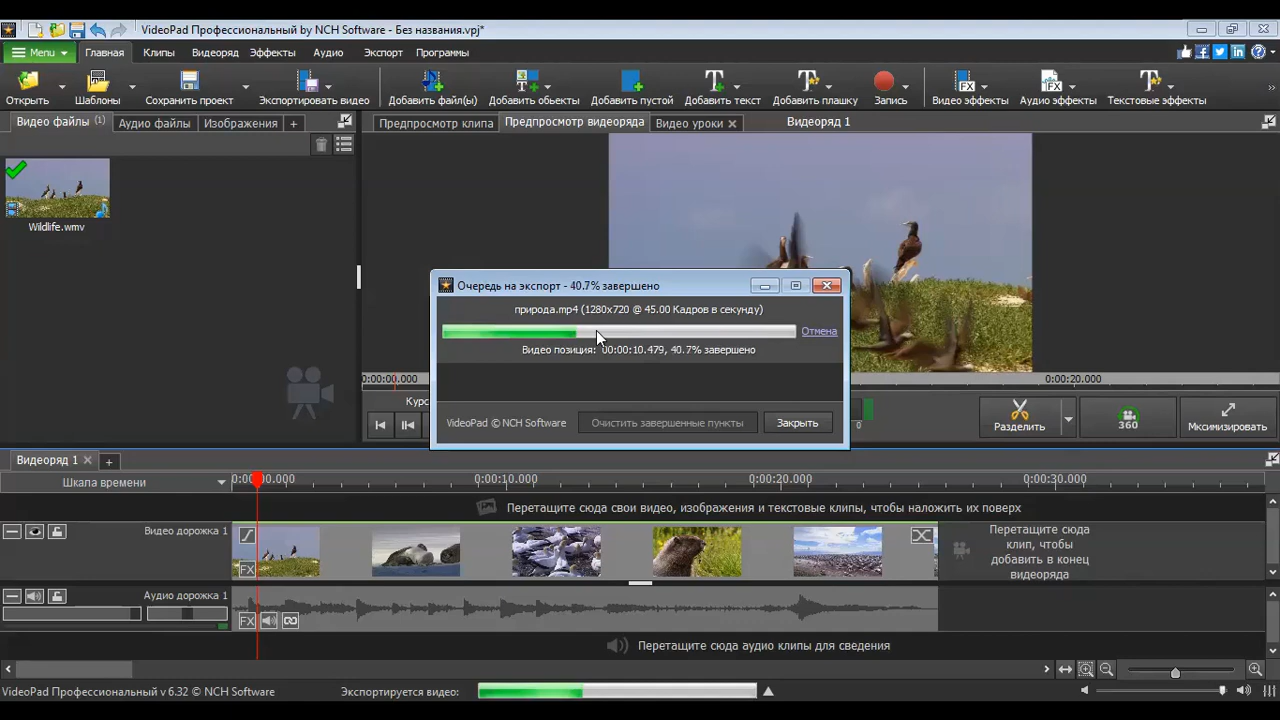 VideoPad Профессиональный by NCH Software - Без названия.vpj*
Menu Главная Клипы Видеоряд Эффекты Аудио Экспорт Программы
Открыть Шаблоны Сохранить проект Экспортировать видео Добавить файл(ы) Добавить объекты Добавить пустой Добавить текст Добавить плашку Запись Видео эффекты Аудио эффекты Текстовые эффекты
Видео файлы (1) Аудио файлы Изображения +
Предпросмотр клипа Предпросмотр видеоряда Видео уроки Видеоряд 1
Wildlife.wmv
Очередь на экспорт - 40.7% завершено
природа.mp4 (1280x720 @ 45.00 Кадров в секунду)
Отмена
Видео позиция: 00:00:10.479, 40.7% завершено
VideoPad © NCH Software Очистить завершенные пункты Закрыть
0:00:00.000 0:00:20.000
Курс
0
Разделить 360 Мксимизировать
Видеоряд 1 +
Шкала времени
0:00:00.000 0:00:10.000 0:00:20.000 0:00:30.000
Перетащите сюда свои видео, изображения и текстовые клипы, чтобы наложить их поверх
Видео дорожка 1
FX
Перетащите сюда
клип, чтобы
добавить в конец
видеоряда
Аудио дорожка 1
FX
Перетащите сюда аудио клипы для сведения
VideoPad Профессиональный v 6.32 © NCH Software Экспортируется видео: